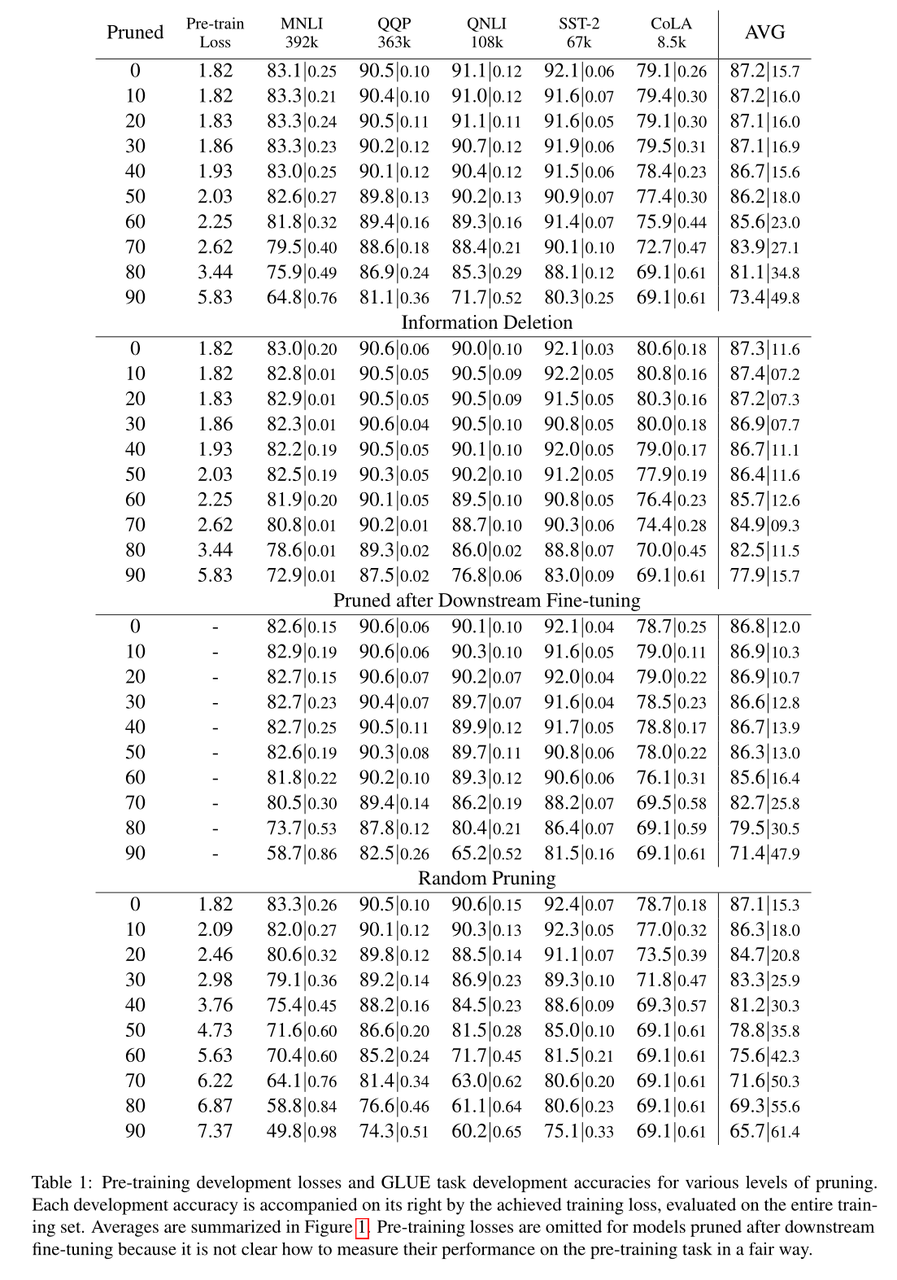 Pruned Pre-train Loss MNLI 392k QQP 363k QNLI 108k SST-2 67k CoLA 8.5k AVG
0 1.82 83.1|0.25 90.5|0.10 91.1|0.12 92.1|0.06 79.1|0.26 87.2|15.7
10 1.82 83.3|0.21 90.4|0.10 91.0|0.12 91.6|0.07 79.4|0.30 87.2|16.0
20 1.83 83.3|0.24 90.5|0.11 91.1|0.11 91.6|0.05 79.1|0.30 87.1|16.0
30 1.86 83.3|0.23 90.2|0.12 90.7|0.12 91.9|0.06 79.5|0.31 87.1|16.9
40 1.93 83.0|0.25 90.1|0.12 90.4|0.12 91.5|0.06 78.4|0.23 86.7|15.6
50 2.03 82.6|0.27 89.8|0.13 90.2|0.13 90.9|0.07 77.4|0.30 86.2|18.0
60 2.25 81.8|0.32 89.4|0.16 89.3|0.16 91.4|0.07 75.9|0.44 85.6|23.0
70 2.62 79.5|0.40 88.6|0.18 88.4|0.21 90.1|0.10 72.7|0.47 83.9|27.1
80 3.44 75.9|0.49 86.9|0.24 85.3|0.29 88.1|0.12 69.1|0.61 81.1|34.8
90 5.83 64.8|0.76 81.1|0.36 71.7|0.52 80.3|0.25 69.1|0.61 73.4|49.8
Information Deletion
0 1.82 83.0|0.20 90.6|0.06 90.0|0.10 92.1|0.03 80.6|0.18 87.3|11.6
10 1.82 82.8|0.01 90.5|0.05 90.5|0.09 92.2|0.05 80.8|0.16 87.4|07.2
20 1.83 82.9|0.01 90.5|0.05 90.5|0.09 91.5|0.05 80.3|0.16 87.2|07.3
30 1.86 82.3|0.01 90.6|0.04 90.5|0.10 90.8|0.05 80.0|0.18 86.9|07.7
40 1.93 82.2|0.19 90.5|0.05 90.1|0.10 92.0|0.05 79.0|0.17 86.7|11.1
50 2.03 82.5|0.19 90.3|0.05 90.2|0.10 91.2|0.05 77.9|0.19 86.4|11.6
60 2.25 81.9|0.20 90.1|0.05 89.5|0.10 90.8|0.05 76.4|0.23 85.7|12.6
70 2.62 80.8|0.01 90.2|0.01 88.7|0.10 90.3|0.06 74.4|0.28 84.9|09.3
80 3.44 78.6|0.01 89.3|0.02 86.0|0.02 88.8|0.07 70.0|0.45 82.5|11.5
90 5.83 72.9|0.01 87.5|0.02 76.8|0.06 83.0|0.09 69.1|0.61 77.9|15.7
Pruned after Downstream Fine-tuning
0 - 82.6|0.15 90.6|0.06 90.1|0.10 92.1|0.04 78.7|0.25 86.8|12.0
10 - 82.9|0.19 90.6|0.06 90.3|0.10 91.6|0.05 79.0|0.11 86.9|10.3
20 - 82.7|0.15 90.6|0.07 90.2|0.07 92.0|0.04 79.0|0.22 86.9|10.7
30 - 82.7|0.23 90.4|0.07 89.7|0.07 91.6|0.04 78.5|0.23 86.6|12.8
40 - 82.7|0.25 90.5|0.11 89.9|0.12 91.7|0.05 78.8|0.17 86.7|13.9
50 - 82.6|0.19 90.3|0.08 89.7|0.11 90.8|0.06 78.0|0.22 86.3|13.0
60 - 81.8|0.22 90.2|0.10 89.3|0.12 90.6|0.06 76.1|0.31 85.6|16.4
70 - 80.5|0.30 89.4|0.14 86.2|0.19 88.2|0.07 69.5|0.58 82.7|25.8
80 - 73.7|0.53 87.8|0.12 80.4|0.21 86.4|0.07 69.1|0.59 79.5|30.5
90 - 58.7|0.86 82.5|0.26 65.2|0.52 81.5|0.16 69.1|0.61 71.4|47.9
Random Pruning
0 1.82 83.3|0.26 90.5|0.10 90.6|0.15 92.4|0.07 78.7|0.18 87.1|15.3
10 2.09 82.0|0.27 90.1|0.12 90.3|0.13 92.3|0.05 77.0|0.32 86.3|18.0
20 2.46 80.6|0.32 89.8|0.12 88.5|0.14 91.1|0.07 73.5|0.39 84.7|20.8
30 2.98 79.1|0.36 89.2|0.14 86.9|0.23 89.3|0.10 71.8|0.47 83.3|25.9
40 3.76 75.4|0.45 88.2|0.16 84.5|0.23 88.6|0.09 69.3|0.57 81.2|30.3
50 4.73 71.6|0.60 86.6|0.20 81.5|0.28 85.0|0.10 69.1|0.61 78.8|35.8
60 5.63 70.4|0.60 85.2|0.24 71.7|0.45 81.5|0.21 69.1|0.61 75.6|42.3
70 6.22 64.1|0.76 81.4|0.34 63.0|0.62 80.6|0.20 69.1|0.61 71.6|50.3
80 6.87 58.8|0.84 76.6|0.46 61.1|0.64 80.6|0.23 69.1|0.61 69.3|55.6
90 7.37 49.8|0.98 74.3|0.51 60.2|0.65 75.1|0.33 69.1|0.61 65.7|61.4
Table 1: Pre-training development losses and GLUE task development accuracies for various levels of pruning.
Each development accuracy is accompanied on its right by the achieved training loss, evaluated on the entire train-
ing set. Averages are summarized in Figure 1. Pre-training losses are omitted for models pruned after downstream
fine-tuning because it is not clear how to measure their performance on the pre-training task in a fair way.